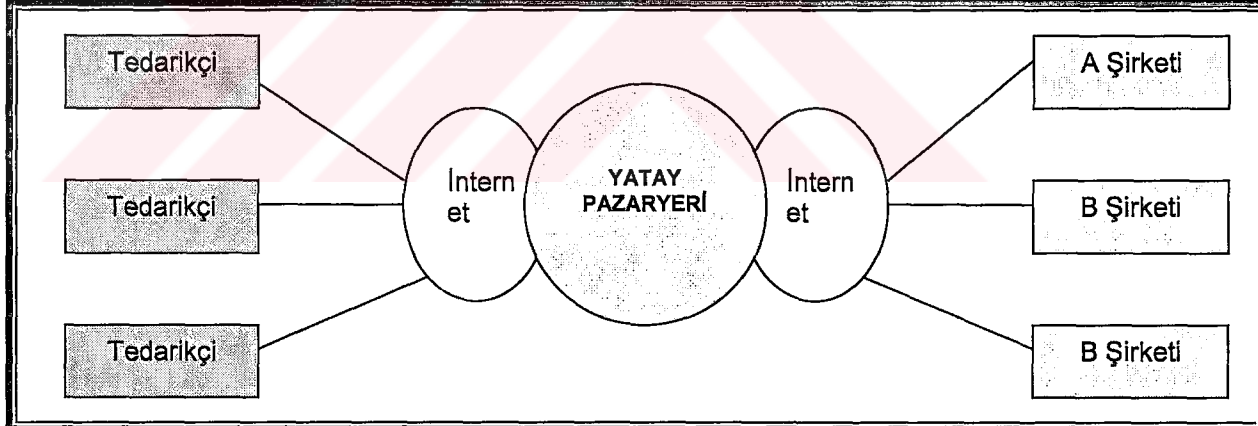 Tedarikçi
Tedarikçi
Tedarikçi
Intern
et
YATAY
PAZARYERİ
Intern
et
A Şirketi
B Şirketi
B Şirketi